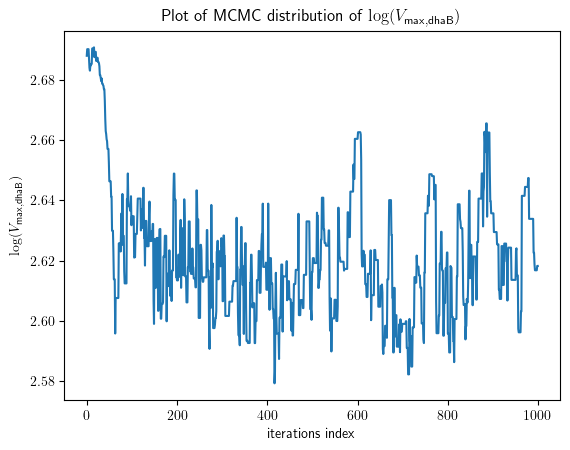 Plot of MCMC distribution of log(V_max,dhaB)
log(V_max,dhaB)
2.68
2.66
2.64
2.62
2.60
2.58
0 200 400 600 800 1000
iterations index